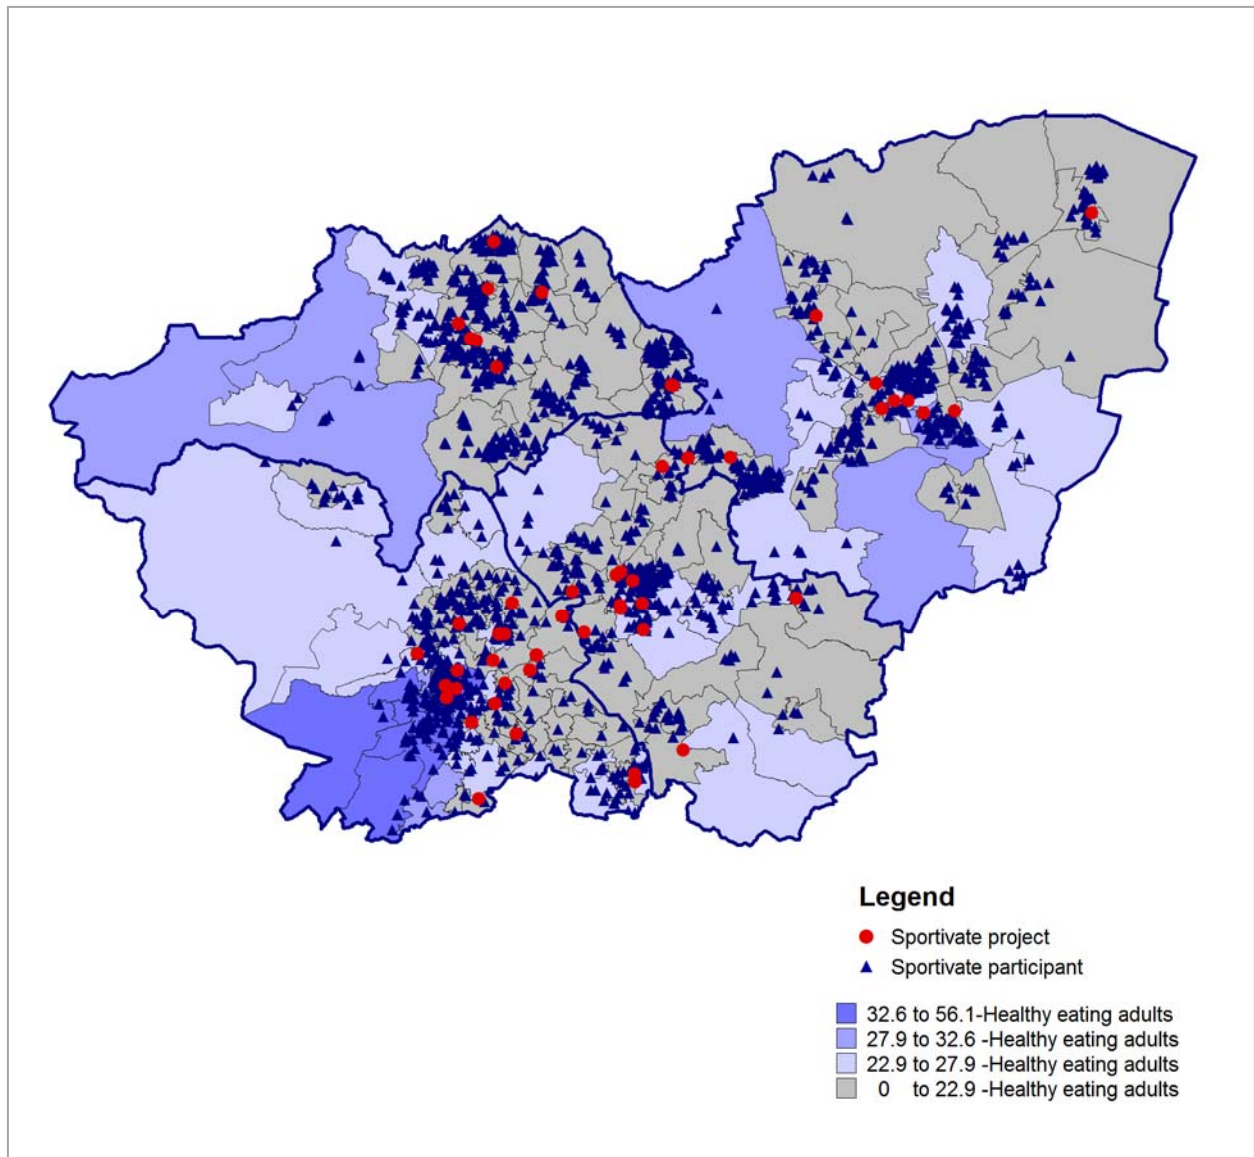 Legend
Sportivate project
Sportivate participant
32.6 to 56.1-Healthy eating adults
27.9 to 32.6 -Healthy eating adults
22.9 to 27.9 -Healthy eating adults
0 to 22.9 -Healthy eating adults